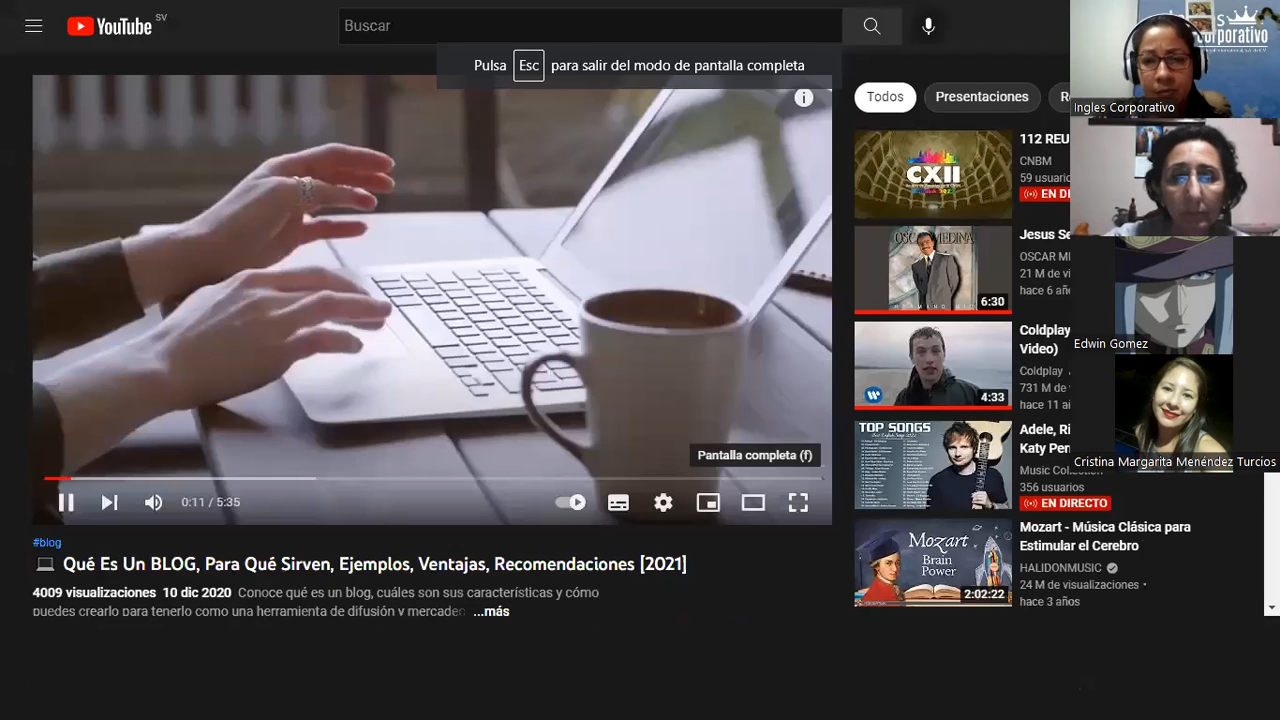 YouTube SV
Buscar
Pulsa Esc para salir del modo de pantalla completa
Todos
Presentaciones
Ingles Corporativo
CXII
112 REU
CNBM
59 usuario
EN DI
OSCAR MEDINA
6:30
Jesus Se
OSCAR ME
21 M de vi
hace 6 año
Edwin Gomez
4:33
Coldplay
Video)
Coldplay
731 M de
hace 11 a
TOP SONGS
Adele, Ri
Katy Per
Music Colle
356 usuarios
EN DIRECTO
Cristina Margarita Menéndez Turcios
Mozart
Brain
Power
2:02:22
Mozart - Música Clásica para
Estimular el Cerebro
HALIDONMUSIC
24 M de visualizaciones •
hace 3 años
Pantalla completa (f)
0:11 / 5:35
#blog
Qué Es Un BLOG, Para Qué Sirven, Ejemplos, Ventajas, Recomendaciones [2021]
4009 visualizaciones 10 dic 2020 Conoce qué es un blog, cuáles son sus características y cómo
puedes crearlo para tenerlo como una herramienta de difusión y mercade ...más